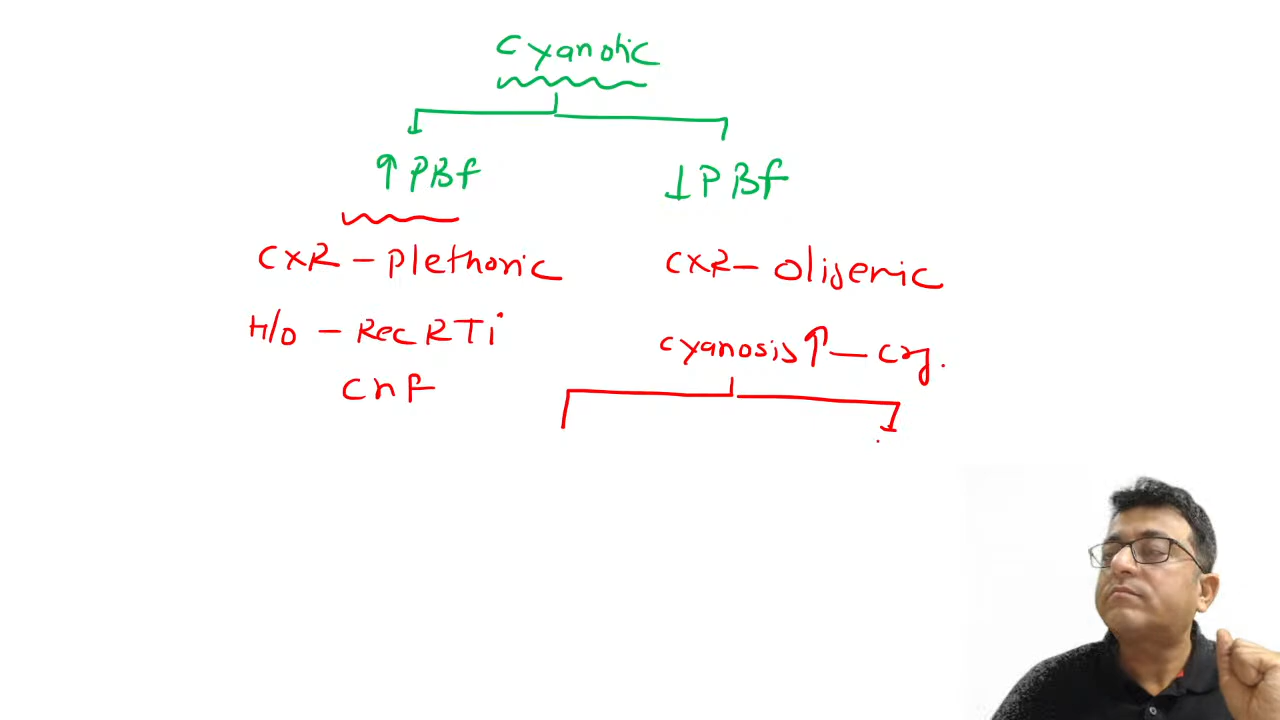 Cyanotic
↑ PBf ↓ PBf
CXR – Plethoric CXR – Oligemic
H/O – Rec RTi cyanosis ↑ – cry.
CHF